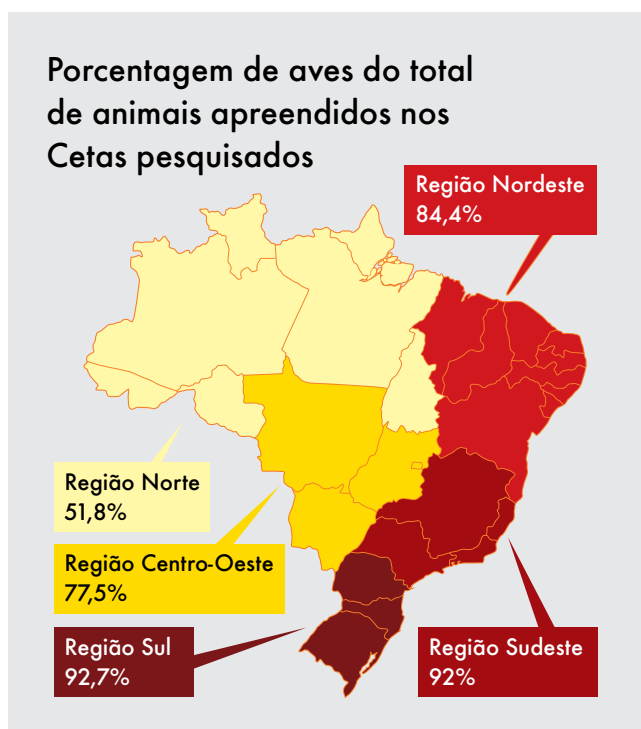 Porcentagem de aves do total
de animais apreendidos nos
Cetas pesquisados
Região Nordeste
84,4%
Região Norte
51,8%
Região Centro-Oeste
77,5%
Região Sul
92,7%
Região Sudeste
92%